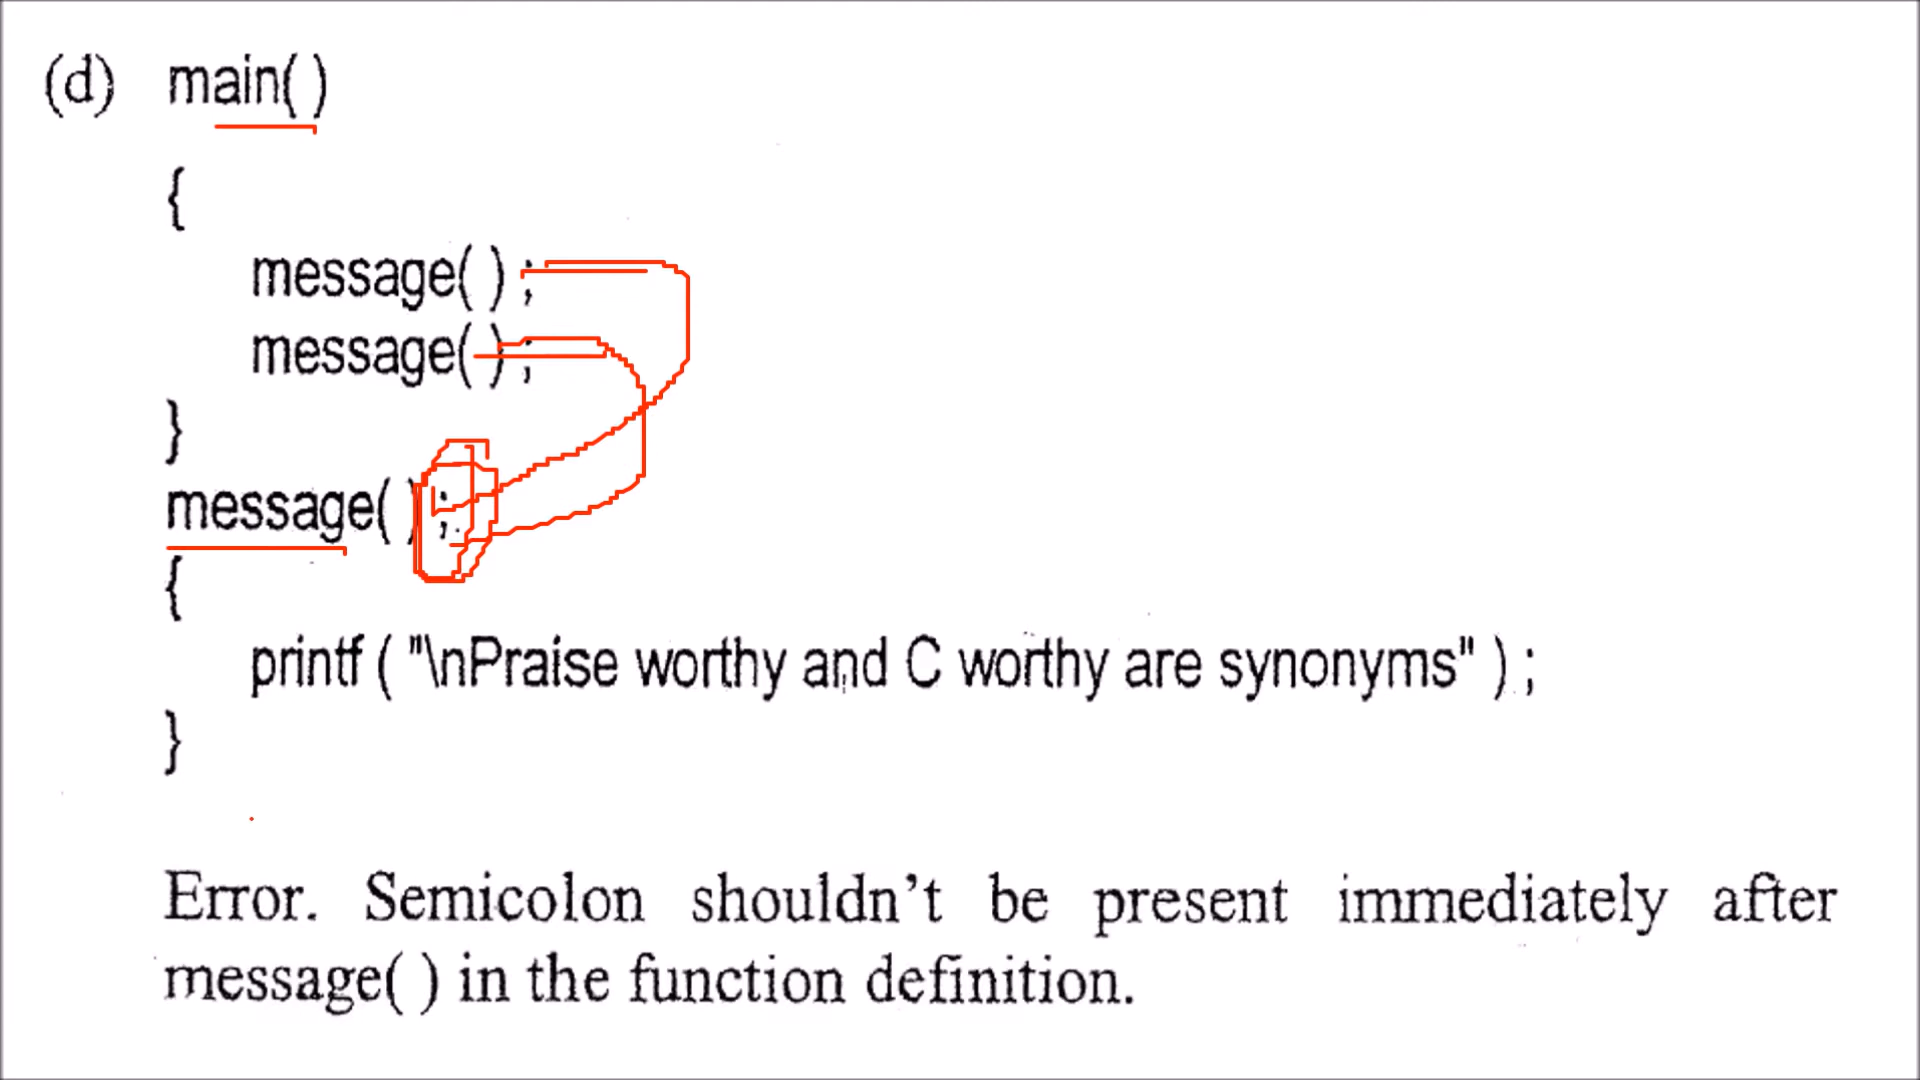 (d) main( )
{
message( ) ;
message( ) ;
}
message( ) ;
{
printf ( "\nPraise worthy and C worthy are synonyms" ) ;
}
Error. Semicolon shouldn't be present immediately after
message( ) in the function definition.